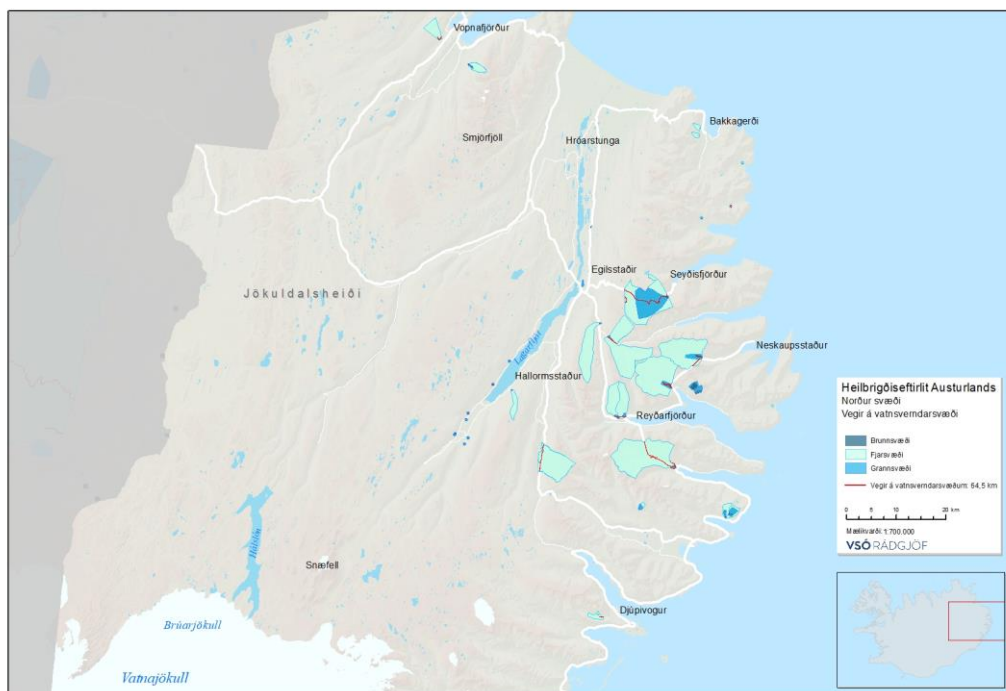 Vopnafjörður
Smjörfjöll
Hróarstunga
Bakkagerði
Egilsstaðir
Seyðisfjörður
Jökuldalsheiði
Lagarfljót
Neskaupsstaður
Hallormsstaður
Reyðarfjörður
Hálslón
Snæfell
Djúpivogur
Brúarjökull
Vatnajökull
Heilbrigðiseftirlit Austurlands
Norður svæði
Vegir á vatnsverndarsvæði
Brunnsvæði
Fjarsvæði
Grannsvæði
Vegir á vatnsverndarsvæðum: 64,5 km
0 5 10 20 km
Mælikvarði: 1:700.000
VSÓ RÁÐGJÖF